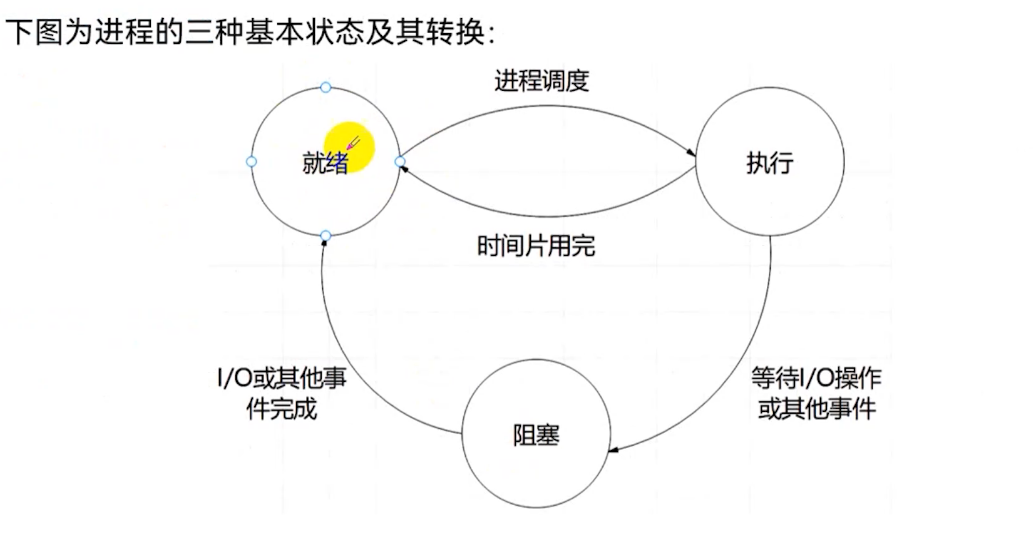 下图为进程的三种基本状态及其转换:
进程调度
就绪
执行
时间片用完
I/O或其他事
件完成
等待I/O操作
或其他事件
阻塞